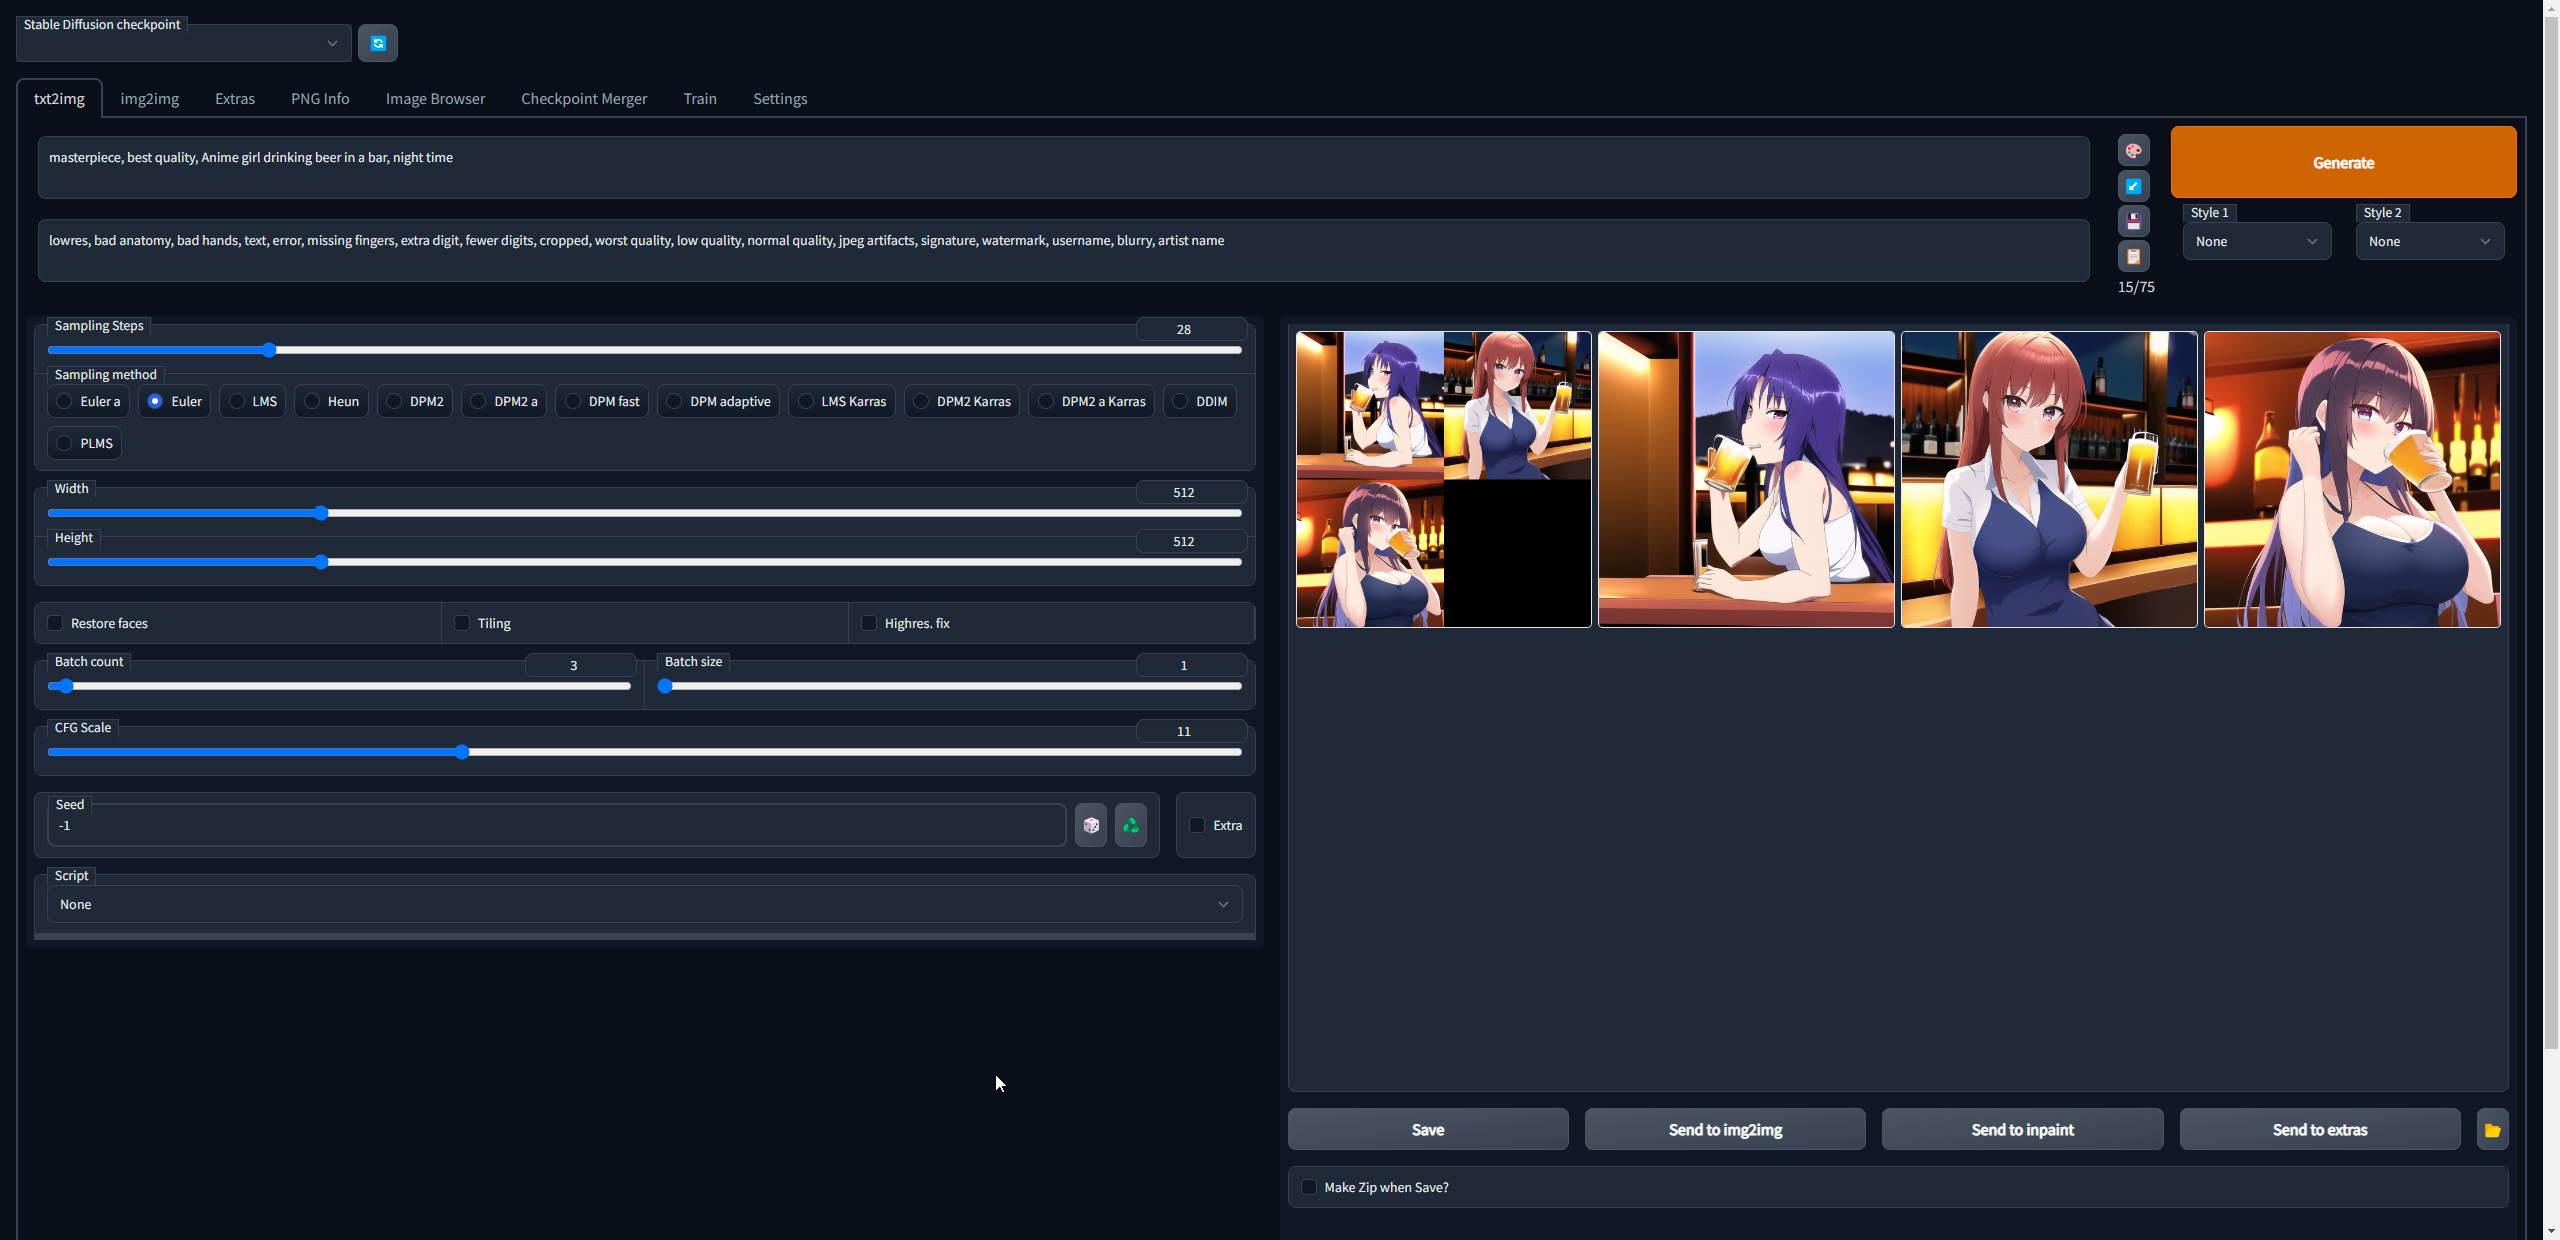 Stable Diffusion checkpoint
txt2img img2img Extras PNG Info Image Browser Checkpoint Merger Train Settings
masterpiece, best quality, Anime girl drinking beer in a bar, night time
lowres, bad anatomy, bad hands, text, error, missing fingers, extra digit, fewer digits, cropped, worst quality, low quality, normal quality, jpeg artifacts, signature, watermark, username, blurry, artist name
15/75
Generate
Style 1 Style 2
None None
Sampling Steps 28
Sampling method
Euler a Euler LMS Heun DPM2 DPM2 a DPM fast DPM adaptive LMS Karras DPM2 Karras DPM2 a Karras DDIM
PLMS
Width 512
Height 512
Restore faces Tiling Highres. fix
Batch count 3 Batch size 1
CFG Scale 11
Seed
-1
Extra
Script
None
Save Send to img2img Send to inpaint Send to extras
Make Zip when Save?